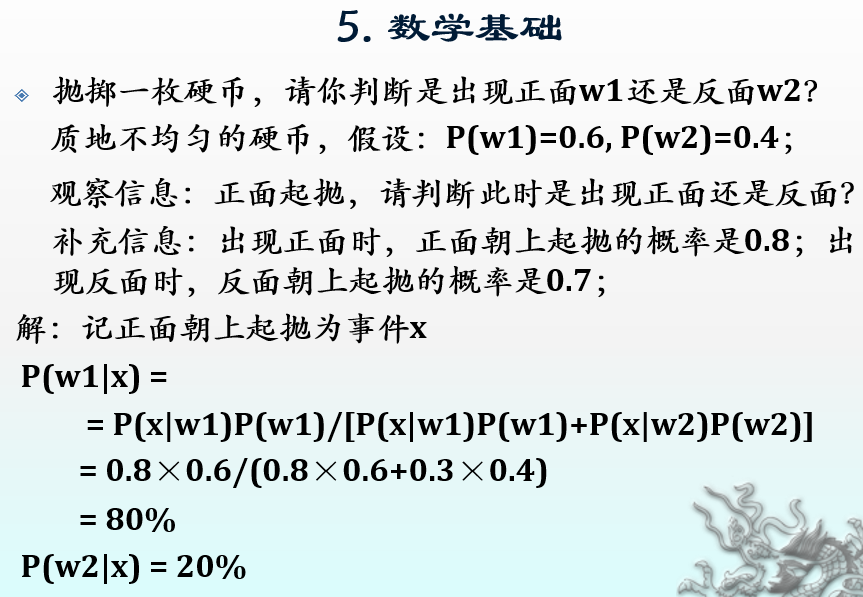 5. 数学基础
抛掷一枚硬币，请你判断是出现正面w1还是反面w2？
质地不均匀的硬币，假设：P(w1)=0.6, P(w2)=0.4；
观察信息：正面起抛，请判断此时是出现正面还是反面？
补充信息：出现正面时，正面朝上起抛的概率是0.8；出
现反面时，反面朝上起抛的概率是0.7；
解：记正面朝上起抛为事件x
P(w1|x) =
= P(x|w1)P(w1)/[P(x|w1)P(w1)+P(x|w2)P(w2)]
= 0.8×0.6/(0.8×0.6+0.3×0.4)
= 80%
P(w2|x) = 20%